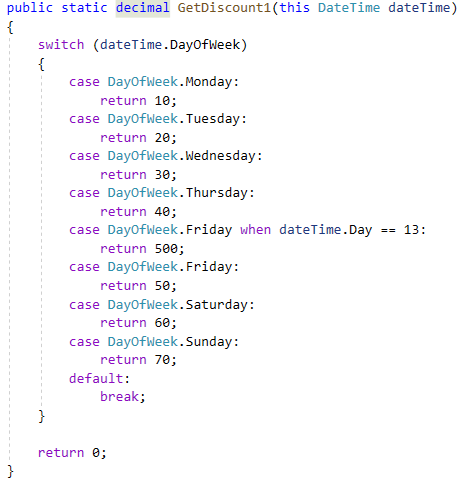 public static decimal GetDiscount1(this DateTime dateTime)
{
    switch (dateTime.DayOfWeek)
    {
        case DayOfWeek.Monday:
            return 10;
        case DayOfWeek.Tuesday:
            return 20;
        case DayOfWeek.Wednesday:
            return 30;
        case DayOfWeek.Thursday:
            return 40;
        case DayOfWeek.Friday when dateTime.Day == 13:
            return 500;
        case DayOfWeek.Friday:
            return 50;
        case DayOfWeek.Saturday:
            return 60;
        case DayOfWeek.Sunday:
            return 70;
        default:
            break;
    }

    return 0;
}